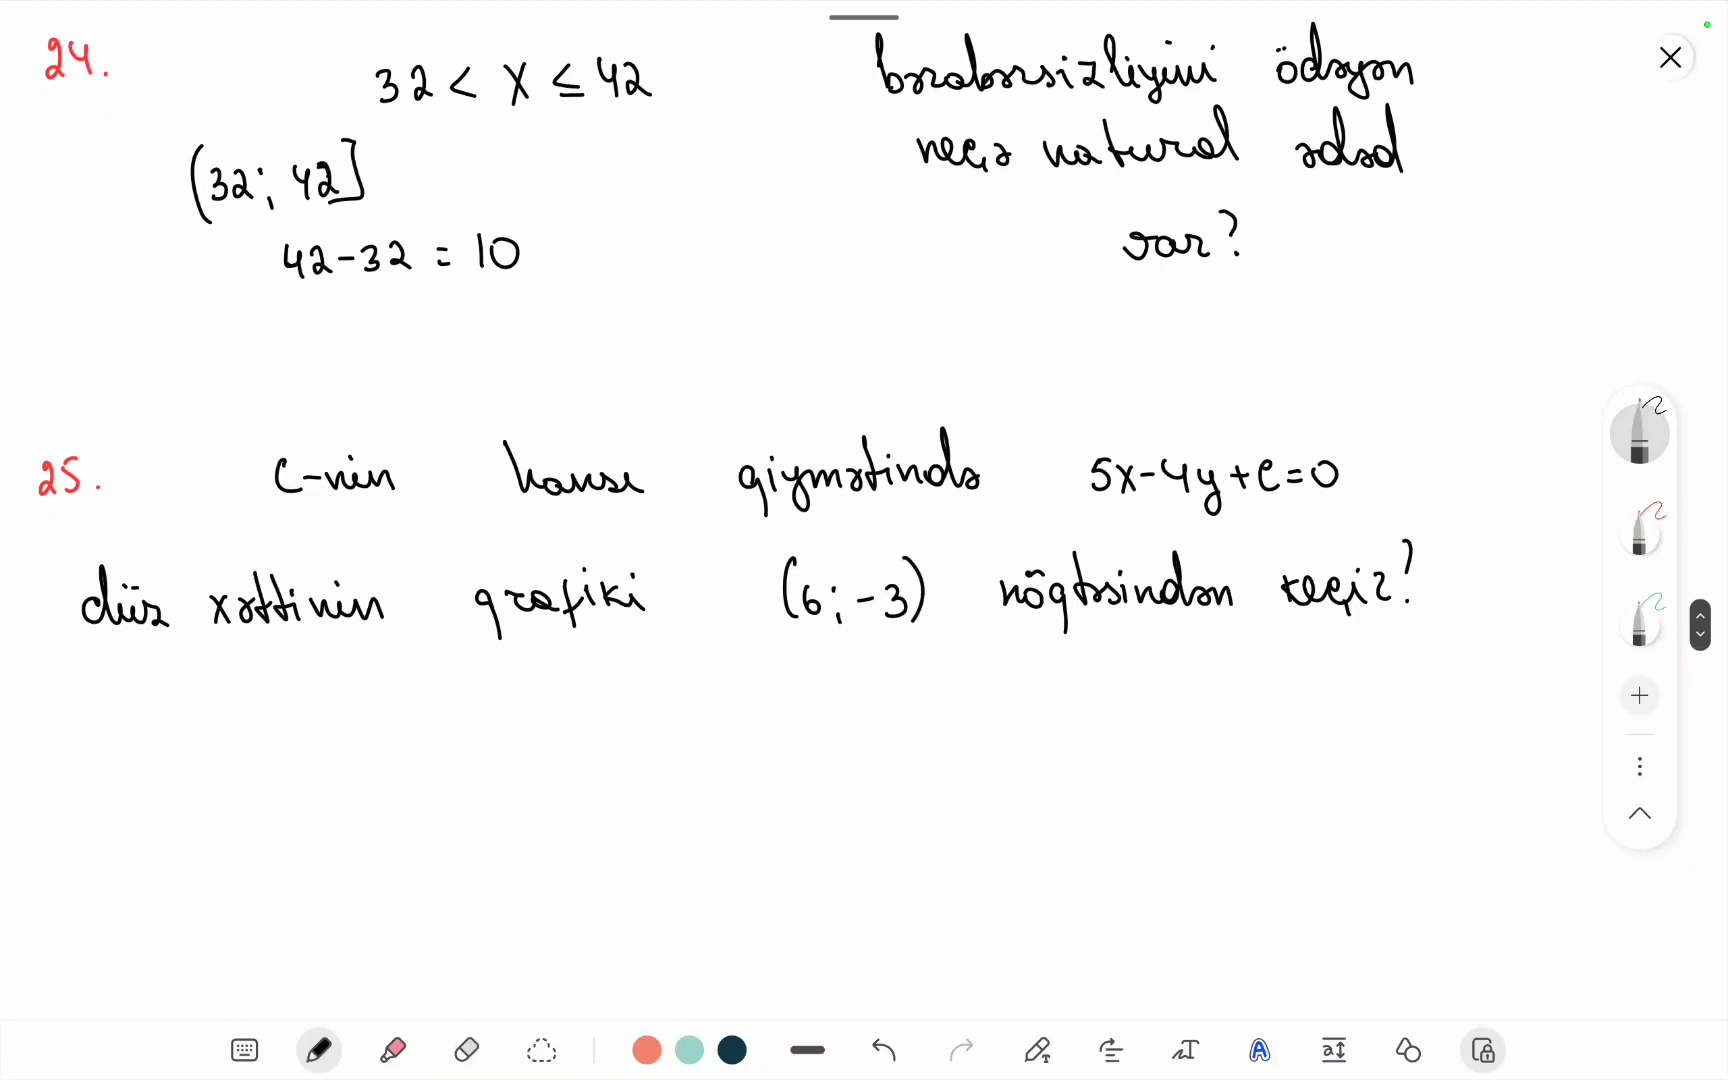 24.
32 < x ≤ 42 bərabərsizliyini ödəyən
(32; 42] neçə natural ədəd
42-32 = 10 var?
25. C-nin hansı qiymətində 5x-4y+c=0
düz xəttinin qrafiki (6; -3) nöqtəsindən keçir?